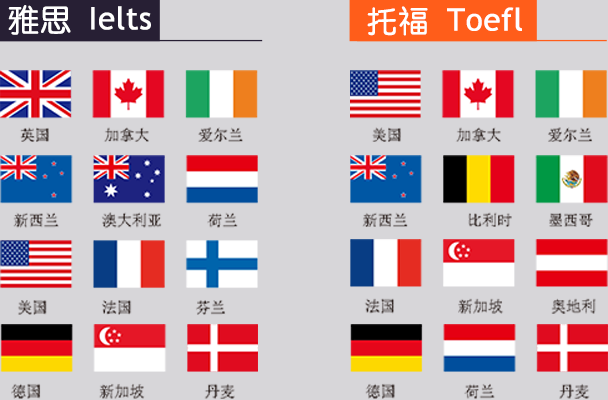 雅思 Ielts
托福 Toefl
英国 加拿大 爱尔兰
美国 加拿大 爱尔兰
新西兰 澳大利亚 荷兰
新西兰 比利时 墨西哥
美国 法国 芬兰
法国 新加坡 奥地利
德国 新加坡 丹麦
德国 荷兰 丹麦